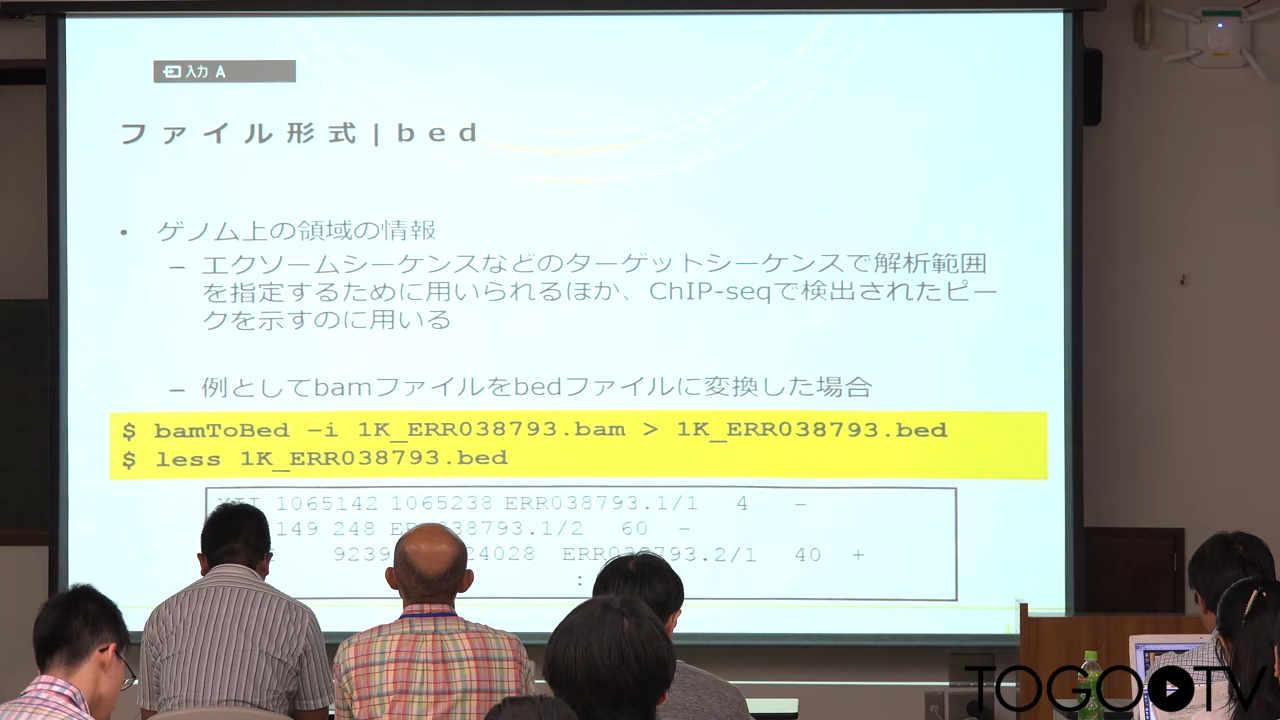 入力 A
ファイル形式|bed
• ゲノム上の領域の情報
– エクソームシーケンスなどのターゲットシーケンスで解析範囲
を指定するために用いられるほか、ChIP-seqで検出されたピー
クを示すのに用いる
– 例としてbamファイルをbedファイルに変換した場合
$ bamToBed –i 1K_ERR038793.bam > 1K_ERR038793.bed
$ less 1K_ERR038793.bed
1065142 1065238 ERR038793.1/1 4 –
149 248 60 –
40 +
:
TOGOTV